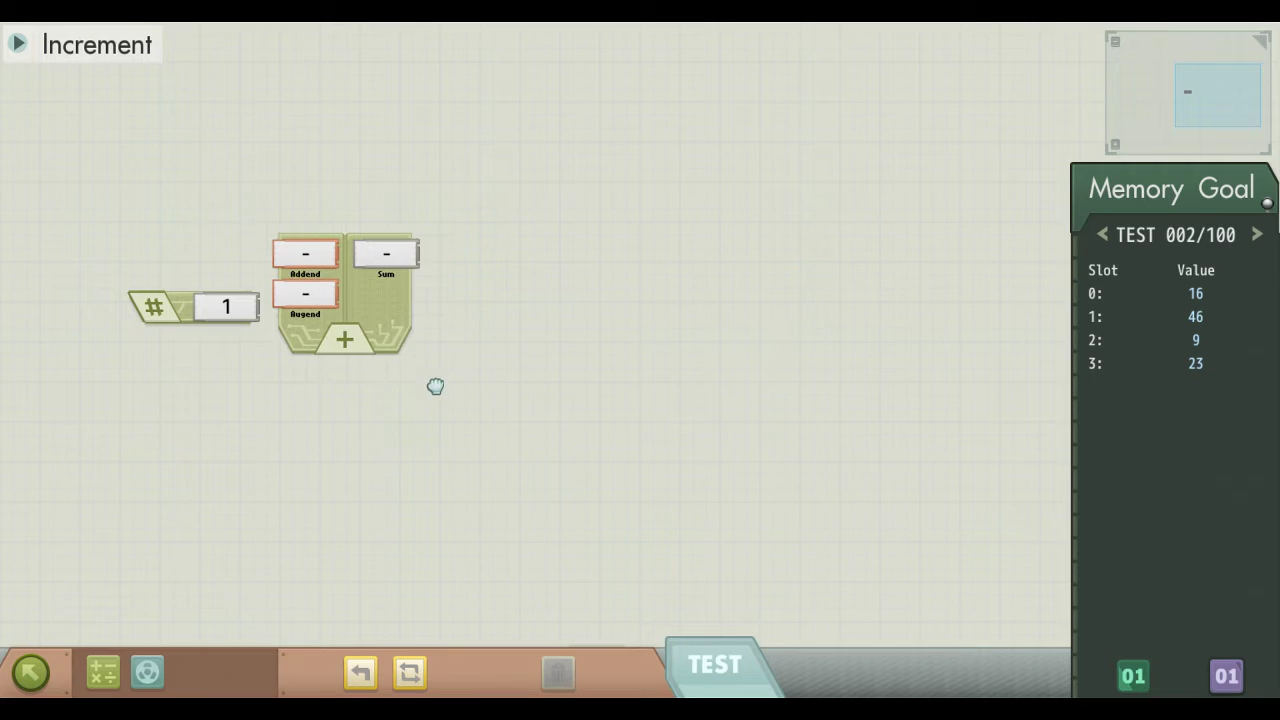 Increment
Memory Goal
< TEST 002/100 >
Slot Value
0: 16
1: 46
2: 9
3: 23
- -
Addend Sum
# 1
-
Augend
+
TEST
01 01